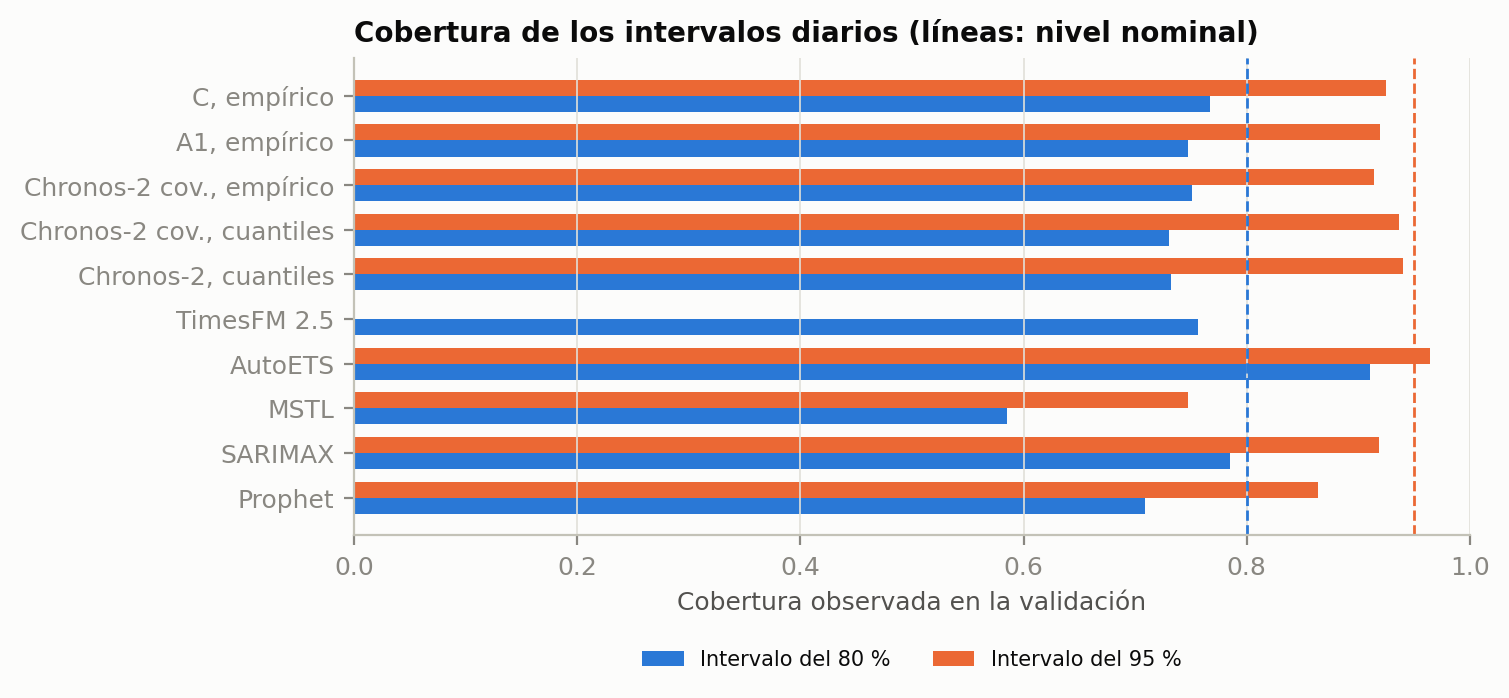 Cobertura de los intervalos diarios (líneas: nivel nominal)
C, empírico
A1, empírico
Chronos-2 cov., empírico
Chronos-2 cov., cuantiles
Chronos-2, cuantiles
TimesFM 2.5
AutoETS
MSTL
SARIMAX
Prophet
0.0 0.2 0.4 0.6 0.8 1.0
Cobertura observada en la validación
Intervalo del 80 % Intervalo del 95 %